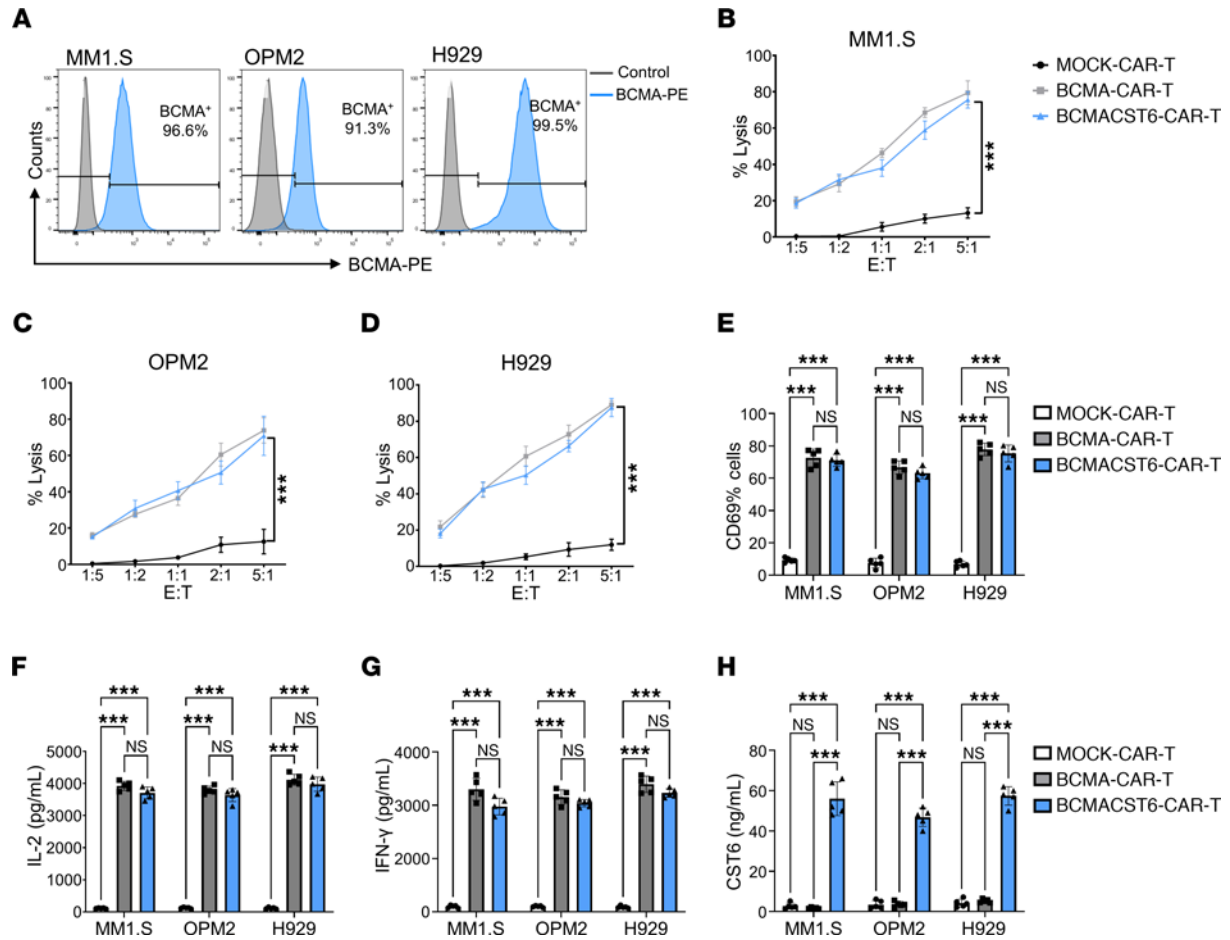 A
MM1.S
OPM2
H929
Control
BCMA-PE
BCMA+
96.6%
BCMA+
91.3%
BCMA+
99.5%
Counts
BCMA-PE
B
MM1.S
% Lysis
100
80
60
40
20
0
1:5 1:2 1:1 2:1 5:1
E:T
***
MOCK-CAR-T
BCMA-CAR-T
BCMACST6-CAR-T
C
OPM2
% Lysis
100
80
60
40
20
0
1:5 1:2 1:1 2:1 5:1
E:T
***
D
H929
% Lysis
100
80
60
40
20
0
1:5 1:2 1:1 2:1 5:1
E:T
***
E
*** *** ***
*** *** NS
NS NS ***
CD69% cells
100
80
60
40
20
0
MM1.S OPM2 H929
MOCK-CAR-T
BCMA-CAR-T
BCMACST6-CAR-T
F
*** *** ***
*** *** NS
NS NS ***
IL-2 (pg/mL)
5000
4000
3000
2000
1000
0
MM1.S OPM2 H929
G
*** *** ***
*** *** NS
NS NS ***
IFN-γ (pg/mL)
4000
3000
3000
1000
0
MM1.S OPM2 H929
H
*** *** ***
NS NS ***
*** *** NS
CST6 (ng/mL)
80
60
40
20
0
MM1.S OPM2 H929
MOCK-CAR-T
BCMA-CAR-T
BCMACST6-CAR-T